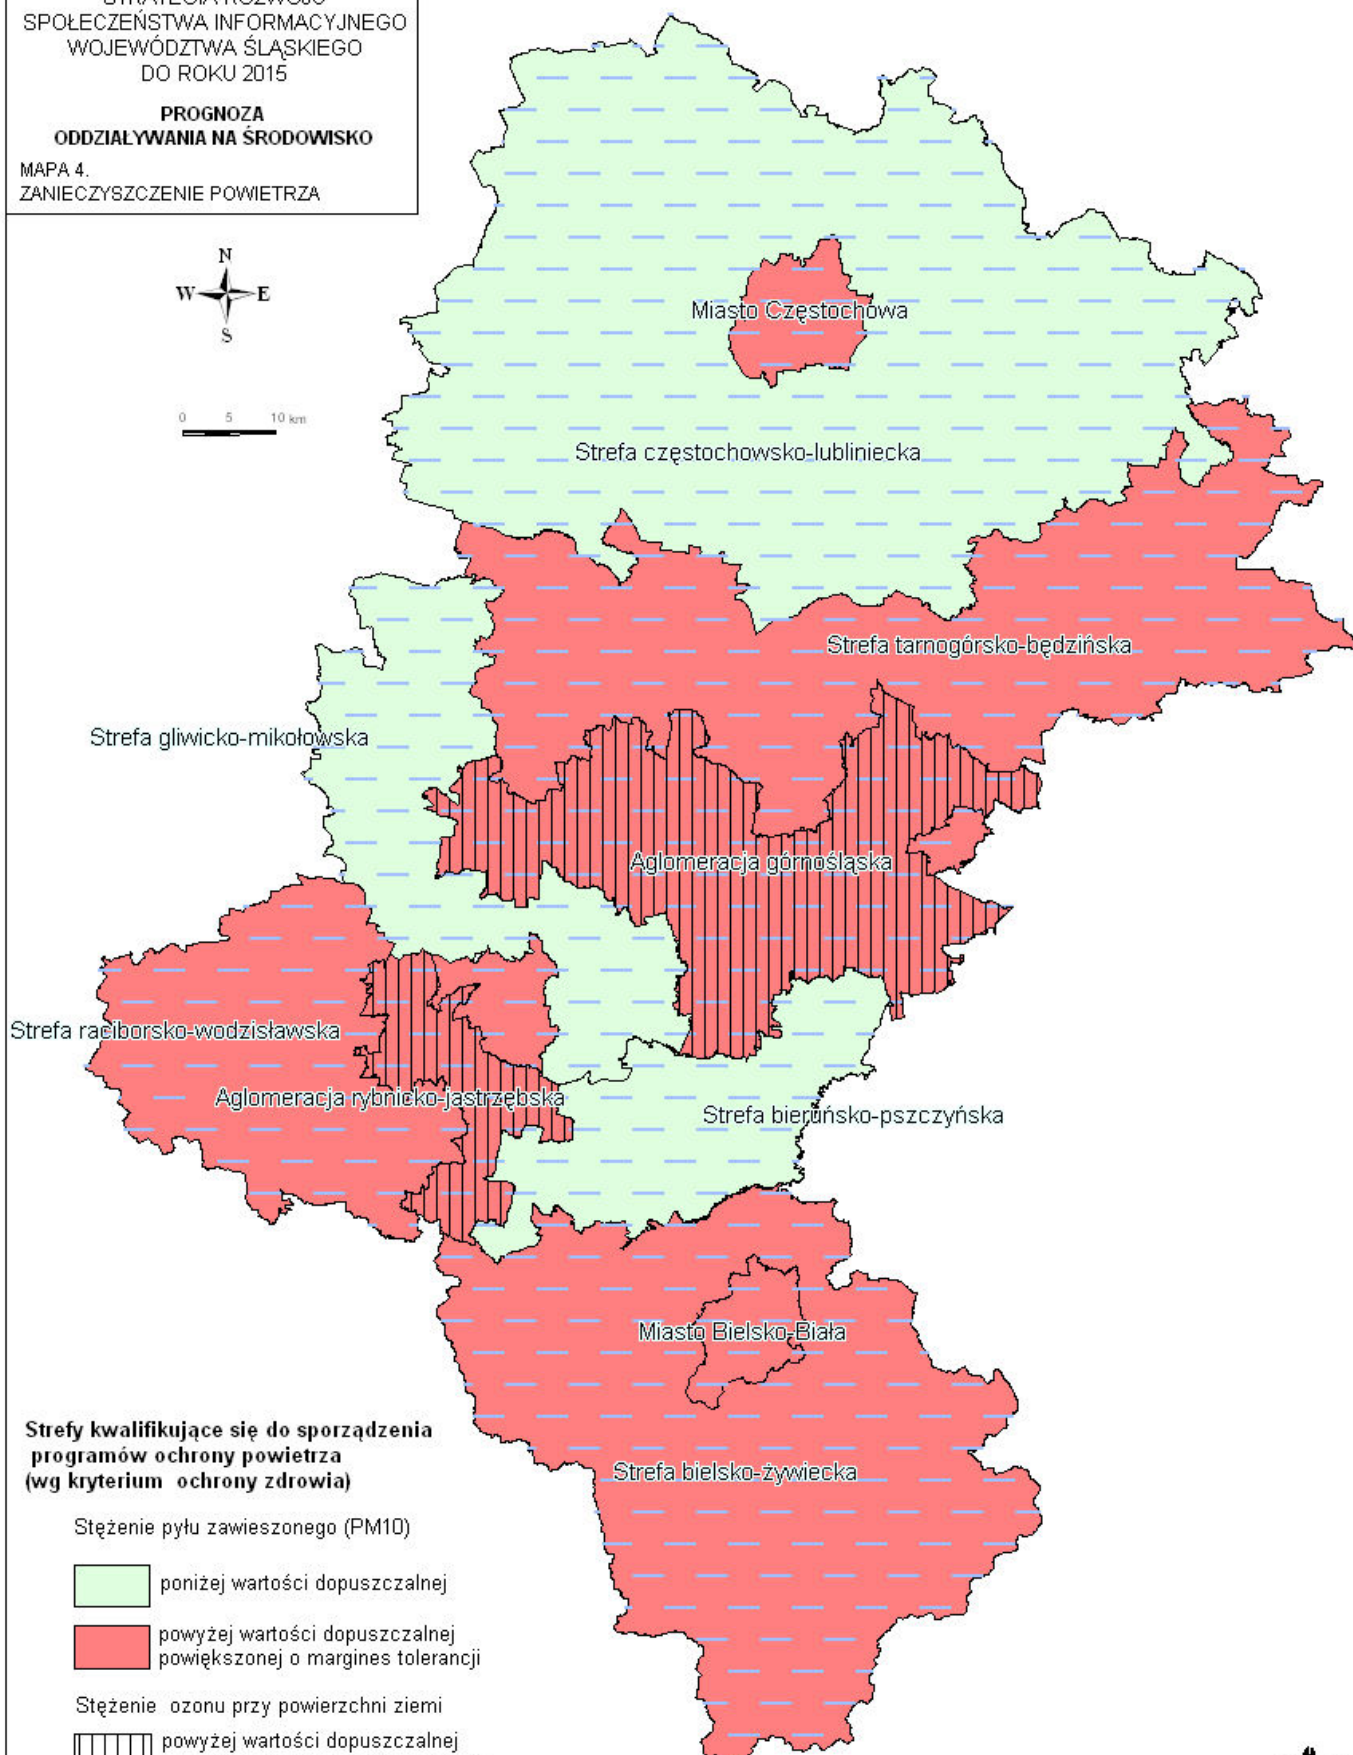 STRATEGIA ROZWOJU
SPOŁECZEŃSTWA INFORMACYJNEGO
WOJEWÓDZTWA ŚLĄSKIEGO
DO ROKU 2015
PROGNOZA
ODDZIAŁYWANIA NA ŚRODOWISKO
MAPA 4.
ZANIECZYSZCZENIE POWIETRZA
N
W E
S
0 5 10 km
Miasto Częstochowa
Strefa częstochowsko-lubliniecka
Strefa tarnogórsko-będzińska
Strefa gliwicko-mikołowska
Aglomeracja górnośląska
Strefa raciborsko-wodzisławska
Aglomeracja rybnicko-jastrzębska
Strefa bieruńsko-pszczyńska
Miasto Bielsko-Biała
Strefa bielsko-żywiecka
Strefy kwalifikujące się do sporządzenia
programów ochrony powietrza
(wg kryterium ochrony zdrowia)
Stężenie pyłu zawieszonego (PM10)
poniżej wartości dopuszczalnej
powyżej wartości dopuszczalnej
powiększonej o margines tolerancji
Stężenie ozonu przy powierzchni ziemi
powyżej wartości dopuszczalnej